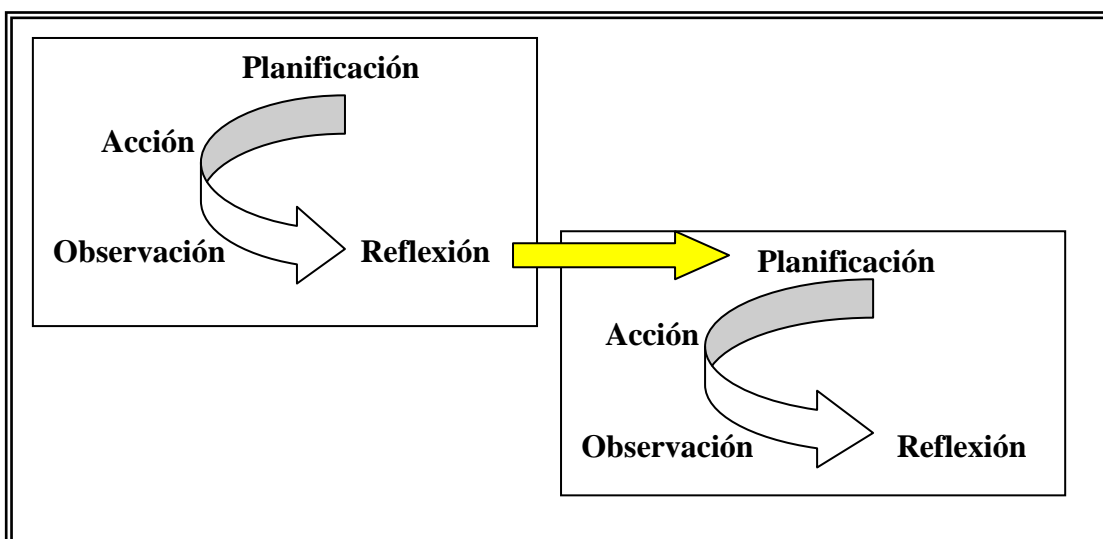 Planificación
Acción
Observación
Reflexión
Planificación
Acción
Observación
Reflexión